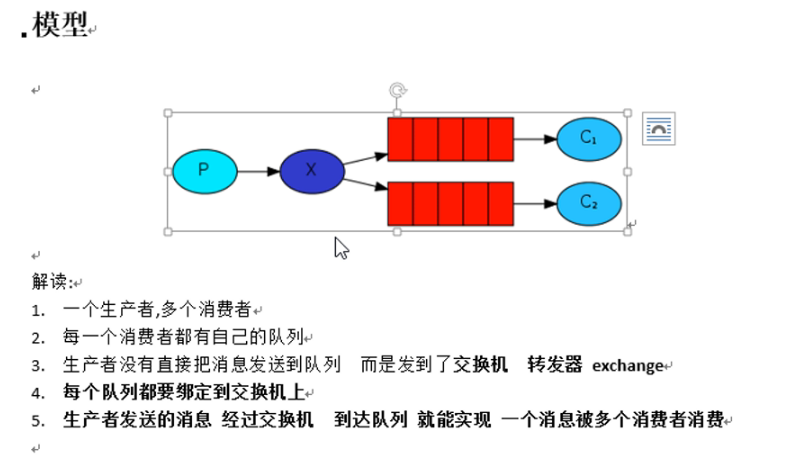 模型
P
X
C₁
C₂
解读:
1. 一个生产者,多个消费者
2. 每一个消费者都有自己的队列
3. 生产者没有直接把消息发送到队列 而是发到了交换机 转发器 exchange
4. 每个队列都要绑定到交换机上
5. 生产者发送的消息 经过交换机 到达队列 就能实现 一个消息被多个消费者消费